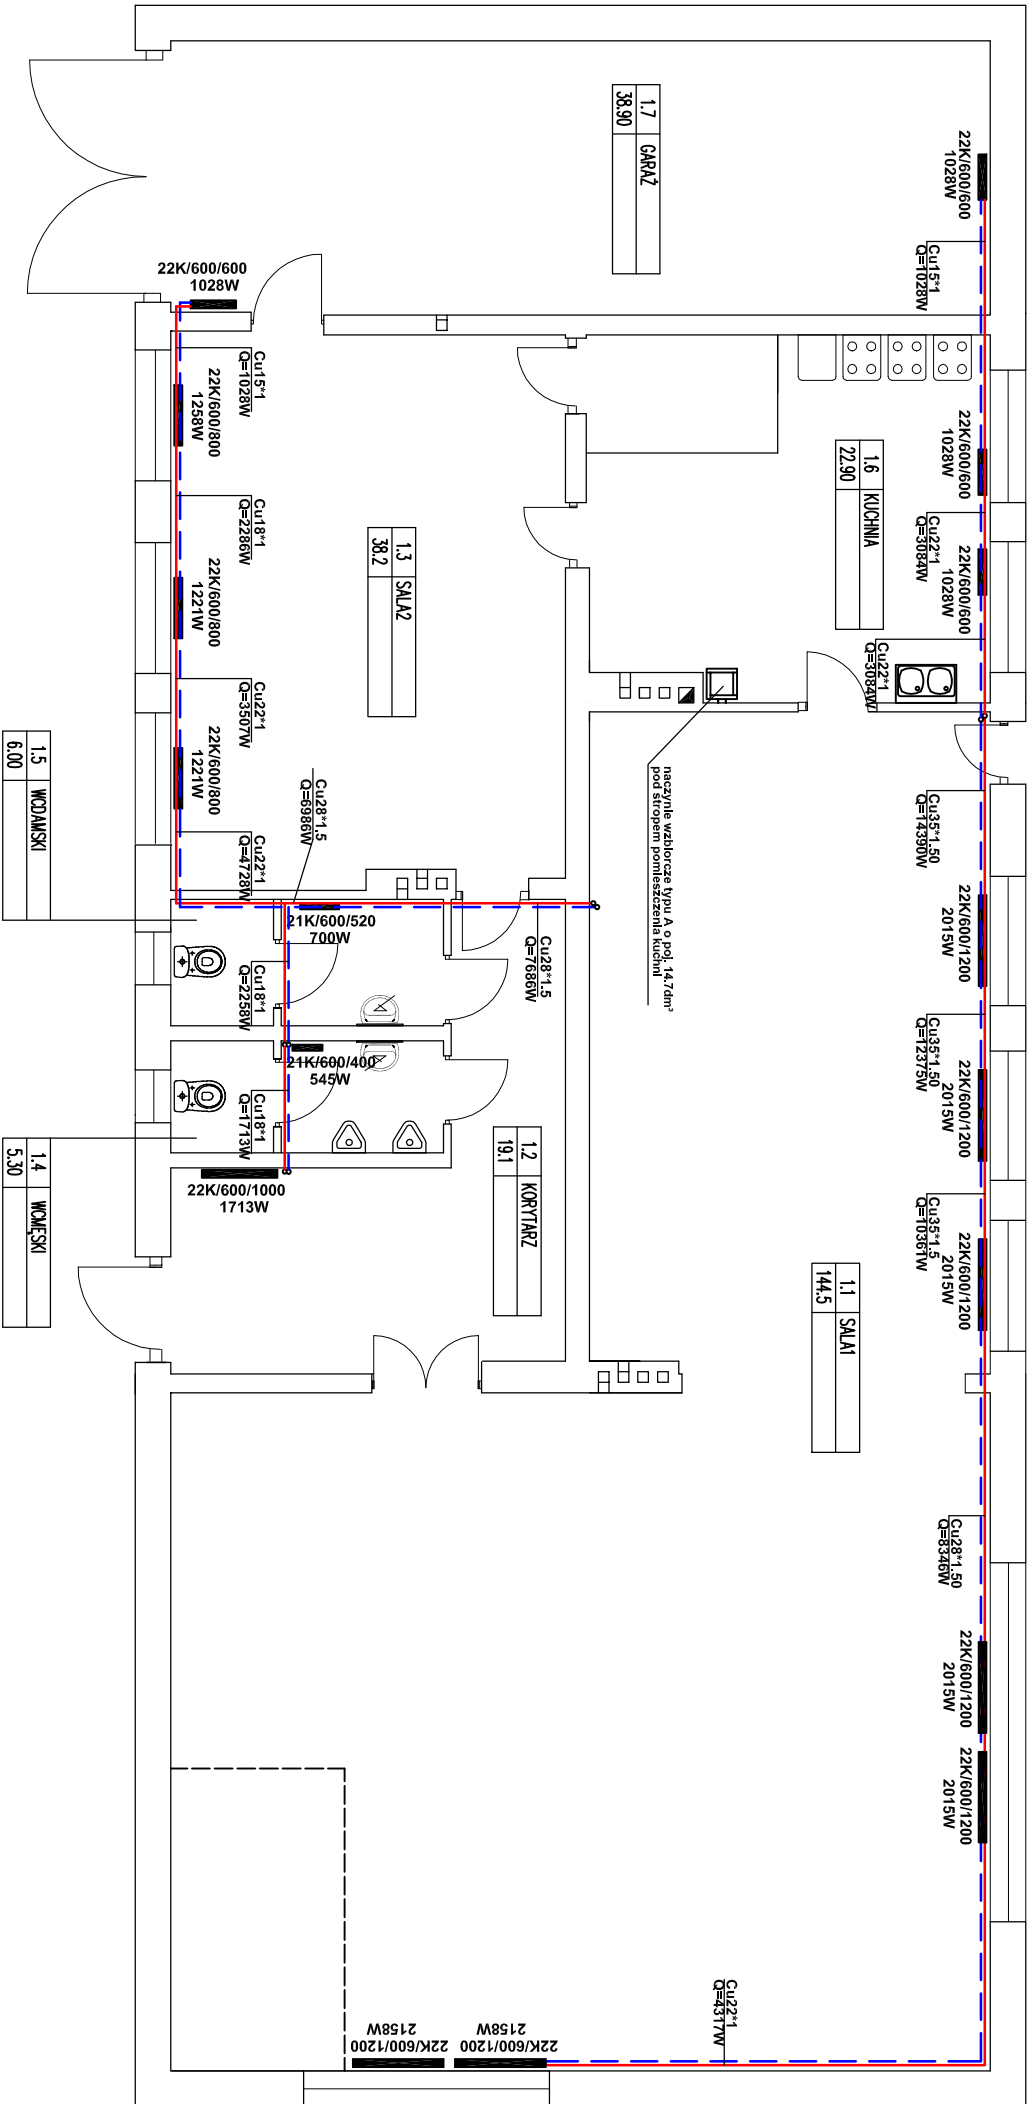 1.7 GARAŻ
38.90
22K/600/600
1028W
Cu15*1
Q=1028W
22K/600/600
1028W
Cu15*1
Q=1028W
22K/600/800
1258W
Cu18*1
Q=2286W
22K/600/800
1221W
Cu22*1
Q=3507W
22K/600/800
1221W
Cu22*1
Q=4728W
1.3 SALA2
38.2
1.6 KUCHNIA
22.90
22K/600/600
1028W
Cu22*1
Q=3084W
22K/600/600
1028W
Cu22*1
Q=3084W
naczynie wzbiorcze typu A o poj. 14.7dm³
pod stropem pomieszczenia kuchni
Cu28*1.5
Q=6986W
1.5 WCDAMSKI
6.00
21K/600/520
700W
Cu28*1.5
Q=7686W
Cu18*1
Q=2258W
21K/600/400
545W
Cu18*1
Q=1713W
22K/600/1000
1713W
1.4 WCMĘSKI
5.30
1.2 KORYTARZ
19.1
Cu35*1.50
Q=14390W
22K/600/1200
2015W
Cu35*1.50
Q=12375W
22K/600/1200
2015W
Cu35*1.5
Q=10361W
22K/600/1200
2015W
1.1 SALA1
144.5
Cu28*1.50
Q=8346W
22K/600/1200
2015W
22K/600/1200
2015W
Cu22*1
Q=4317W
22K/600/1200
2158W
22K/600/1200
2158W